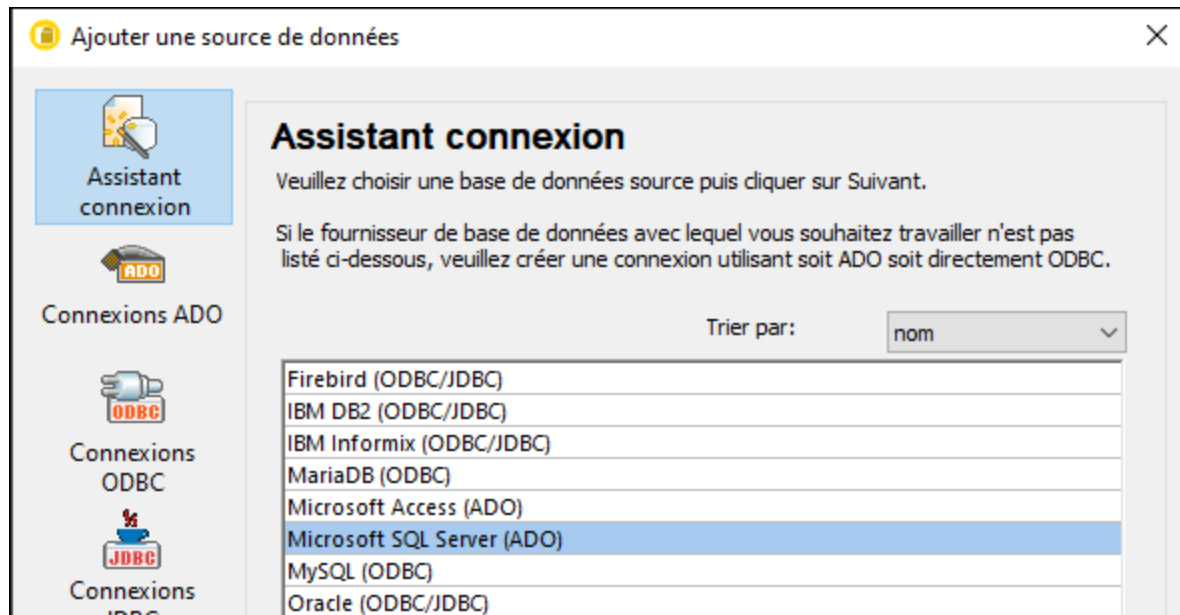 Ajouter une source de données
Assistant
connexion
ADO
Connexions ADO
ODBC
Connexions
ODBC
JDBC
Connexions
JDBC
Assistant connexion
Veuillez choisir une base de données source puis cliquer sur Suivant.
Si le fournisseur de base de données avec lequel vous souhaitez travailler n'est pas
listé ci-dessous, veuillez créer une connexion utilisant soit ADO soit directement ODBC.
Trier par:
nom
Firebird (ODBC/JDBC)
IBM DB2 (ODBC/JDBC)
IBM Informix (ODBC/JDBC)
MariaDB (ODBC)
Microsoft Access (ADO)
Microsoft SQL Server (ADO)
MySQL (ODBC)
Oracle (ODBC/JDBC)